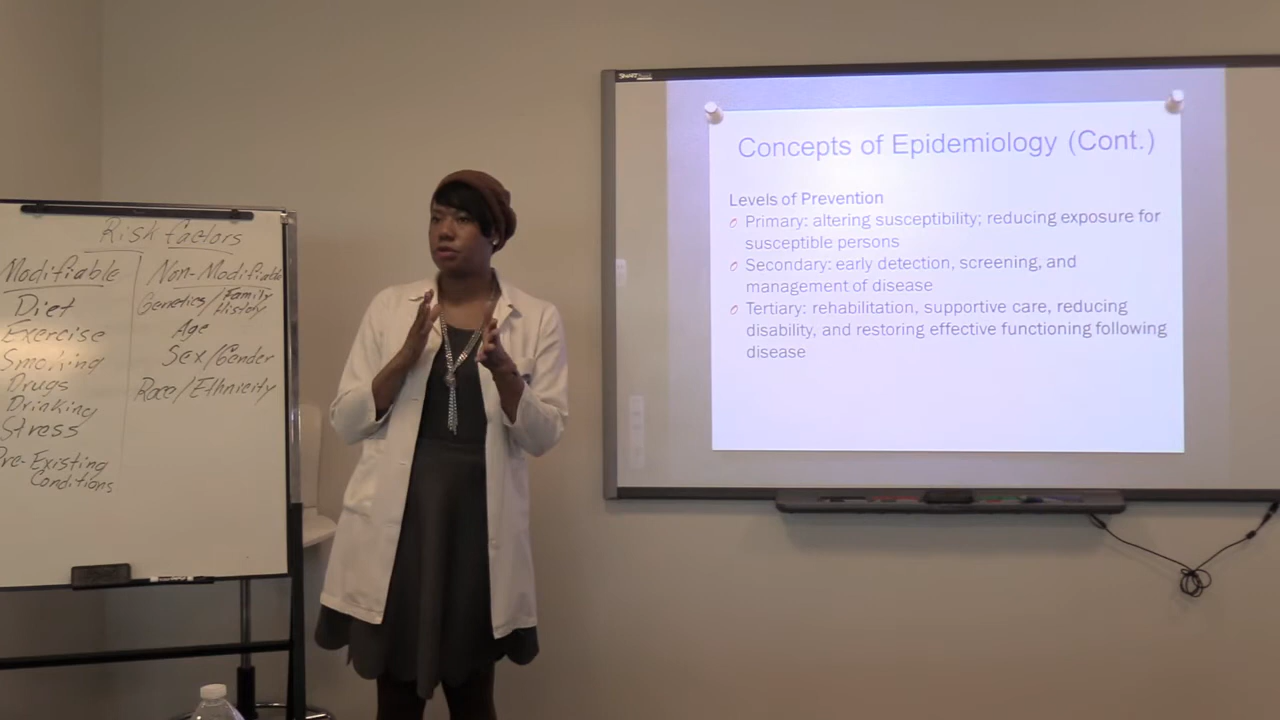 Risk factors
Modifiable
Diet
Exercise
Smoking
Drugs
Drinking
Stress
Pre-Existing
Conditions
Non-Modifiable
Genetics/Family
History
Age
Sex/Gender
Race/Ethnicity
SMART
Concepts of Epidemiology (Cont.)
Levels of Prevention
Primary: altering susceptibility; reducing exposure for
susceptible persons
Secondary: early detection, screening, and
management of disease
Tertiary: rehabilitation, supportive care, reducing
disability, and restoring effective functioning following
disease